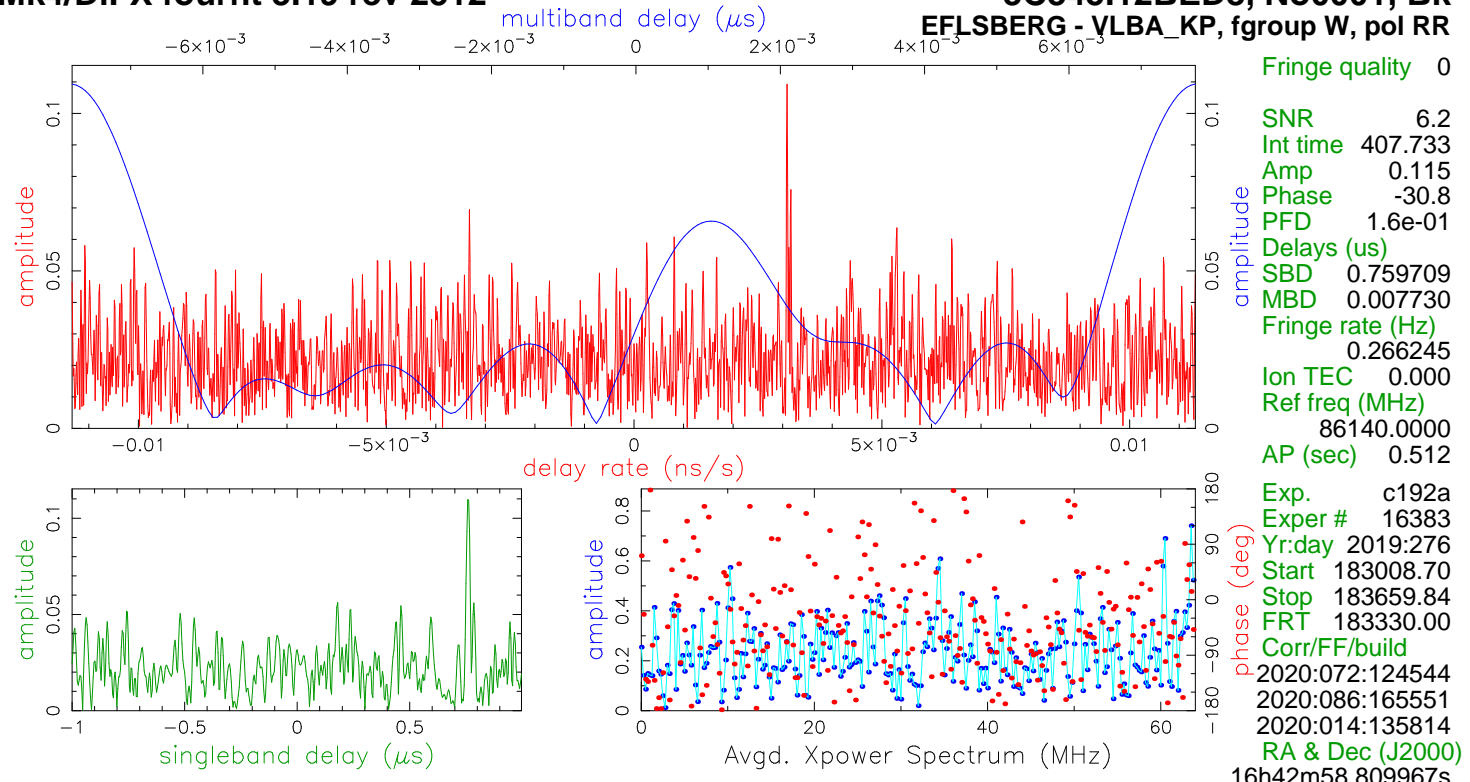 multiband delay (μs)
EFLSBERG - VLBA_KP, fgroup W, pol RR
−6×10−3 −4×10−3 −2×10−3 0 2×10−3 4×10−3 6×10−3
amplitude
0 0.05 0.1
amplitude
0 0.05 0.1
−0.01 −5×10−3 0 5×10−3 0.01
delay rate (ns/s)
Fringe quality 0
SNR 6.2
Int time 407.733
Amp 0.115
Phase -30.8
PFD 1.6e-01
Delays (us)
SBD 0.759709
MBD 0.007730
Fringe rate (Hz)
0.266245
Ion TEC 0.000
Ref freq (MHz)
86140.0000
AP (sec) 0.512
Exp. c192a
Exper # 16383
Yr:day 2019:276
Start 183008.70
Stop 183659.84
FRT 183330.00
Corr/FF/build
2020:072:124544
2020:086:165551
2020:014:135814
RA & Dec (J2000)
16h42m58.809967s
amplitude
0 0.05 0.1
−1 −0.5 0 0.5
singleband delay (μs)
amplitude
0 0.2 0.4 0.6 0.8
phase (deg)
−180 −90 0 90 180
0 20 40 60
Avgd. Xpower Spectrum (MHz)